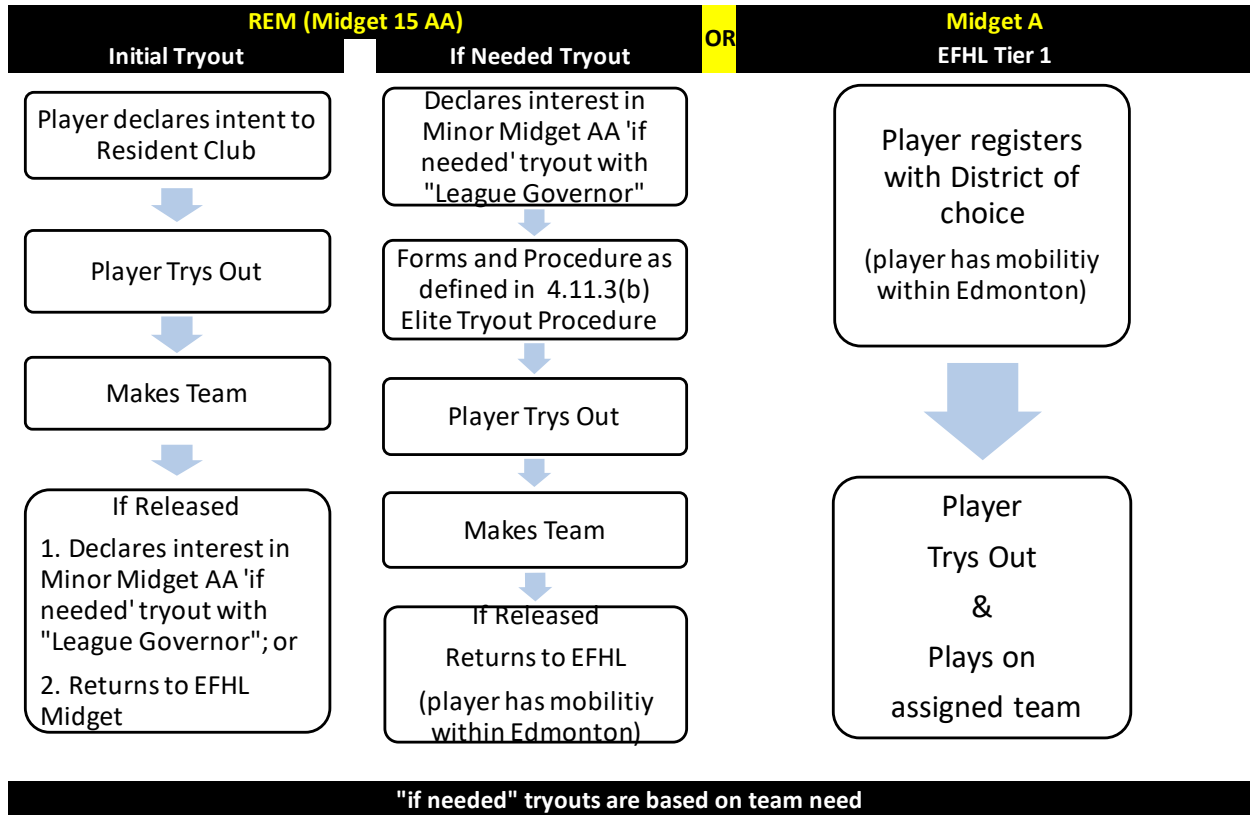 REM (Midget 15 AA)
OR
Midget A
Initial Tryout
If Needed Tryout
EFHL Tier 1
Player declares intent to
Resident Club
Player Trys Out
Makes Team
If Released
1. Declares interest in
Minor Midget AA 'if
needed' tryout with
"League Governor"; or
2. Returns to EFHL
Midget
Declares interest in
Minor Midget AA 'if
needed' tryout with
"League Governor"
Forms and Procedure as
defined in 4.11.3(b)
Elite Tryout Procedure
Player Trys Out
Makes Team
If Released
Returns to EFHL
(player has mobilitiy
within Edmonton)
Player registers
with District of
choice
(player has mobilitiy
within Edmonton)
Player
Trys Out
&
Plays on
assigned team
"if needed" tryouts are based on team need